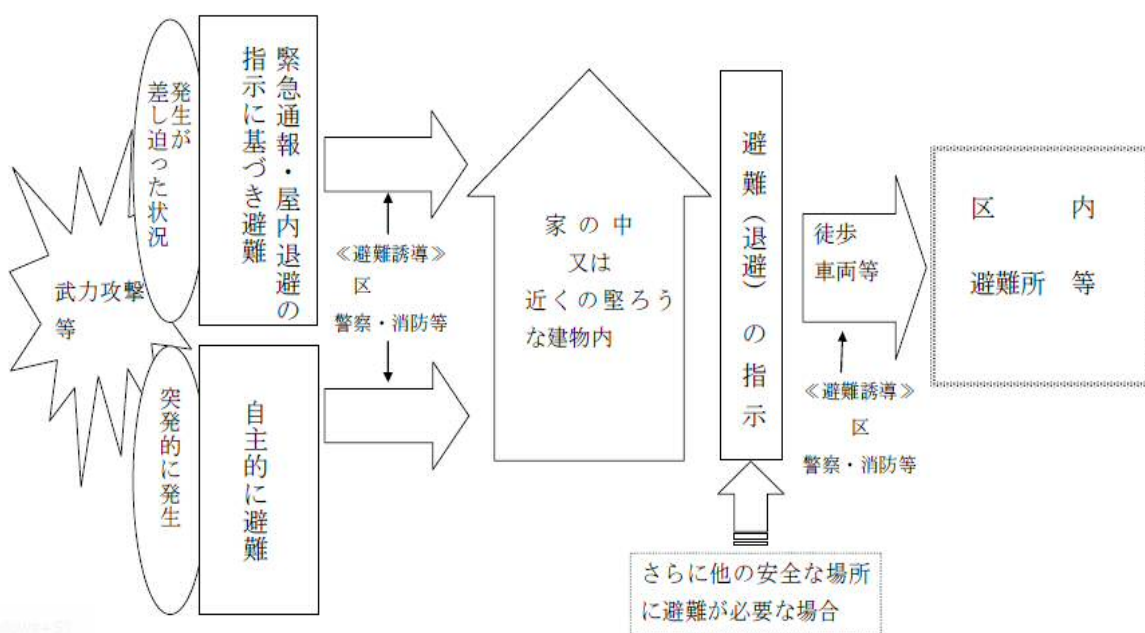 武力攻撃
等
発生が
差し迫った状況
緊急通報・屋内退避の
指示に基づき避難
突発的に発生
自主的に避難
≪避難誘導≫
区
警察・消防等
家の中
又は
近くの堅ろう
な建物内
避難(退避)の指示
さらに他の安全な場所
に避難が必要な場合
徒歩
車両等
≪避難誘導≫
区
警察・消防等
区　　内
避難所　等